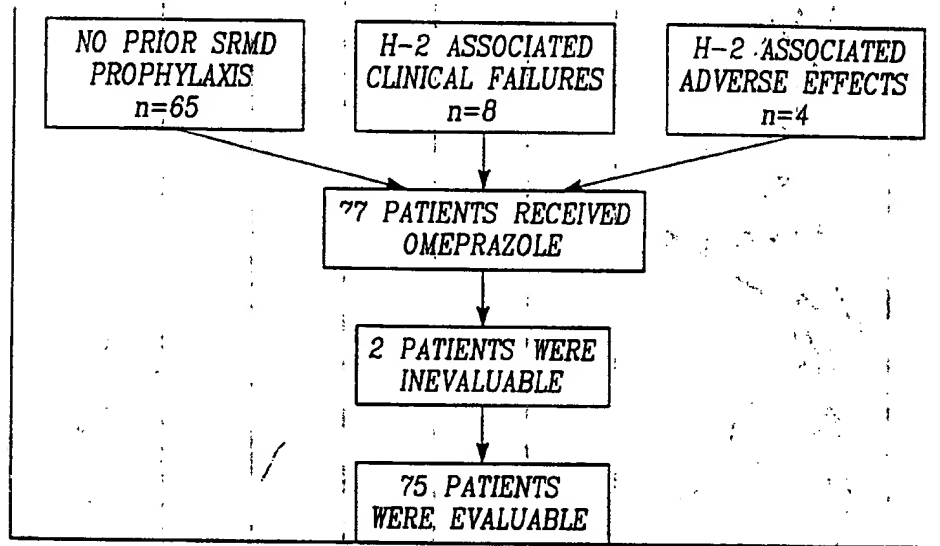 NO PRIOR SRMD
PROPHYLAXIS
n=65
H-2 ASSOCIATED
CLINICAL FAILURES
n=8
H-2 ASSOCIATED
ADVERSE EFFECTS
n=4
77 PATIENTS RECEIVED
OMEPRAZOLE
2 PATIENTS WERE
INEVALUABLE
75 PATIENTS
WERE EVALUABLE